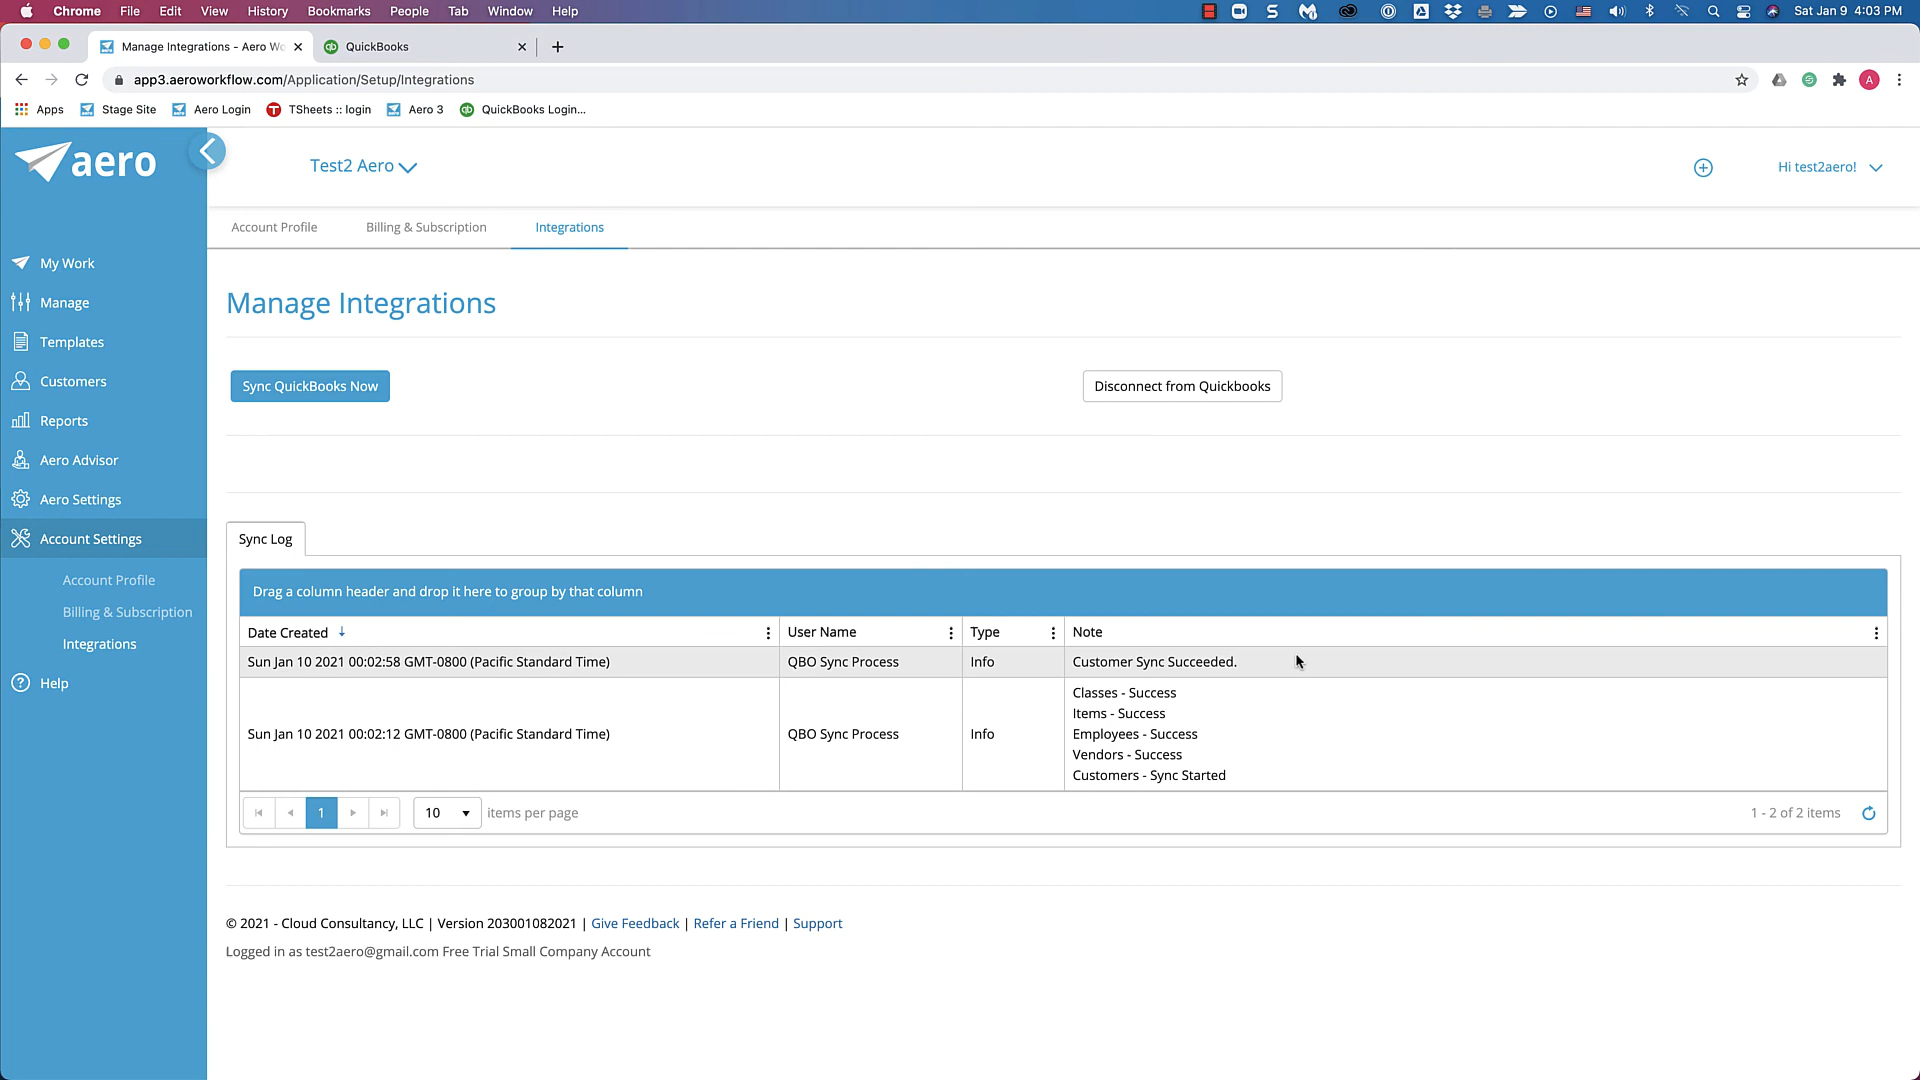 Chrome File Edit View History Bookmarks People Tab Window Help Sat Jan 9 4:03 PM
Manage Integrations - Aero Wo QuickBooks
app3.aeroworkflow.com/Application/Setup/Integrations
Apps Stage Site Aero Login TSheets :: login Aero 3 QuickBooks Login...
aero
Test2 Aero
Hi test2aero!
Account Profile Billing & Subscription Integrations
My Work
Manage
Templates
Customers
Reports
Aero Advisor
Aero Settings
Account Settings
Account Profile
Billing & Subscription
Integrations
Help
Manage Integrations
Sync QuickBooks Now Disconnect from Quickbooks
Sync Log
Drag a column header and drop it here to group by that column
Date Created User Name Type Note
Sun Jan 10 2021 00:02:58 GMT-0800 (Pacific Standard Time) QBO Sync Process Info Customer Sync Succeeded.
Sun Jan 10 2021 00:02:12 GMT-0800 (Pacific Standard Time) QBO Sync Process Info
Classes - Success
Items - Success
Employees - Success
Vendors - Success
Customers - Sync Started
1 10 items per page 1 - 2 of 2 items
© 2021 - Cloud Consultancy, LLC | Version 203001082021 | Give Feedback | Refer a Friend | Support
Logged in as test2aero@gmail.com Free Trial Small Company Account